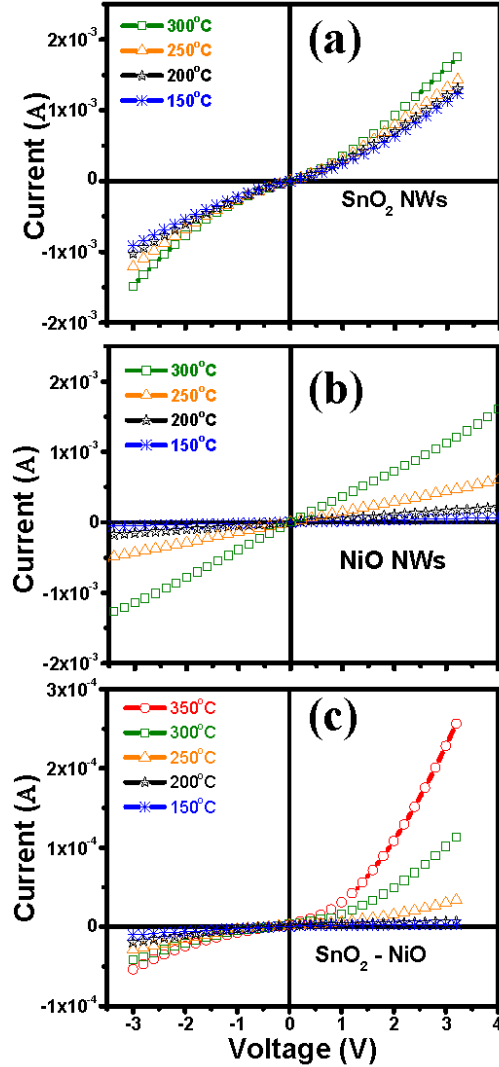 (a)
300°C
250°C
200°C
150°C
2x10⁻³
1x10⁻³
0
-1x10⁻³
-2x10⁻³
Current (A)
SnO₂ NWs
(b)
300°C
250°C
200°C
150°C
2x10⁻³
1x10⁻³
0
-1x10⁻³
-2x10⁻³
Current (A)
NiO NWs
(c)
350°C
300°C
250°C
200°C
150°C
3x10⁻⁴
2x10⁻⁴
1x10⁻⁴
0
-1x10⁻⁴
Current (A)
SnO₂ - NiO
-3 -2 -1 0 1 2 3 4
Voltage (V)